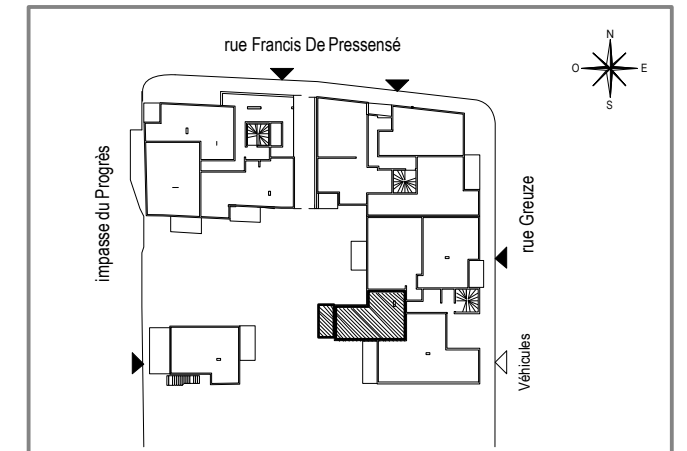 rue Francis De Pressensé
N
O
E
S
impasse du Progrès
rue Greuze
Véhicules